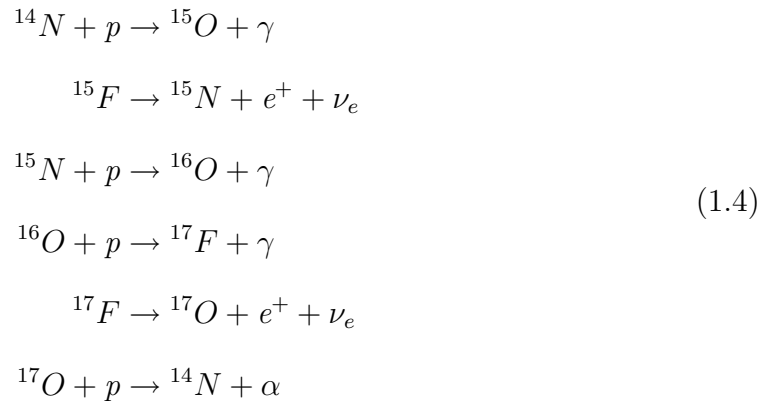 ¹⁴N + p → ¹⁵O + γ
¹⁵F → ¹⁵N + e⁺ + νₑ
¹⁵N + p → ¹⁶O + γ
(1.4)
¹⁶O + p → ¹⁷F + γ
¹⁷F → ¹⁷O + e⁺ + νₑ
¹⁷O + p → ¹⁴N + α